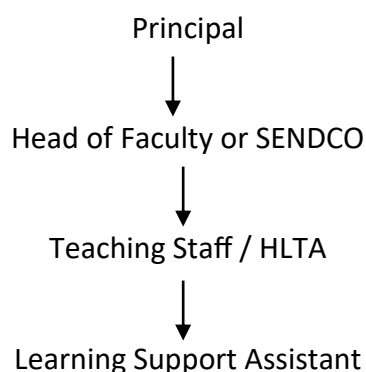 Principal
Head of Faculty or SENDCO
Teaching Staff / HLTA
Learning Support Assistant